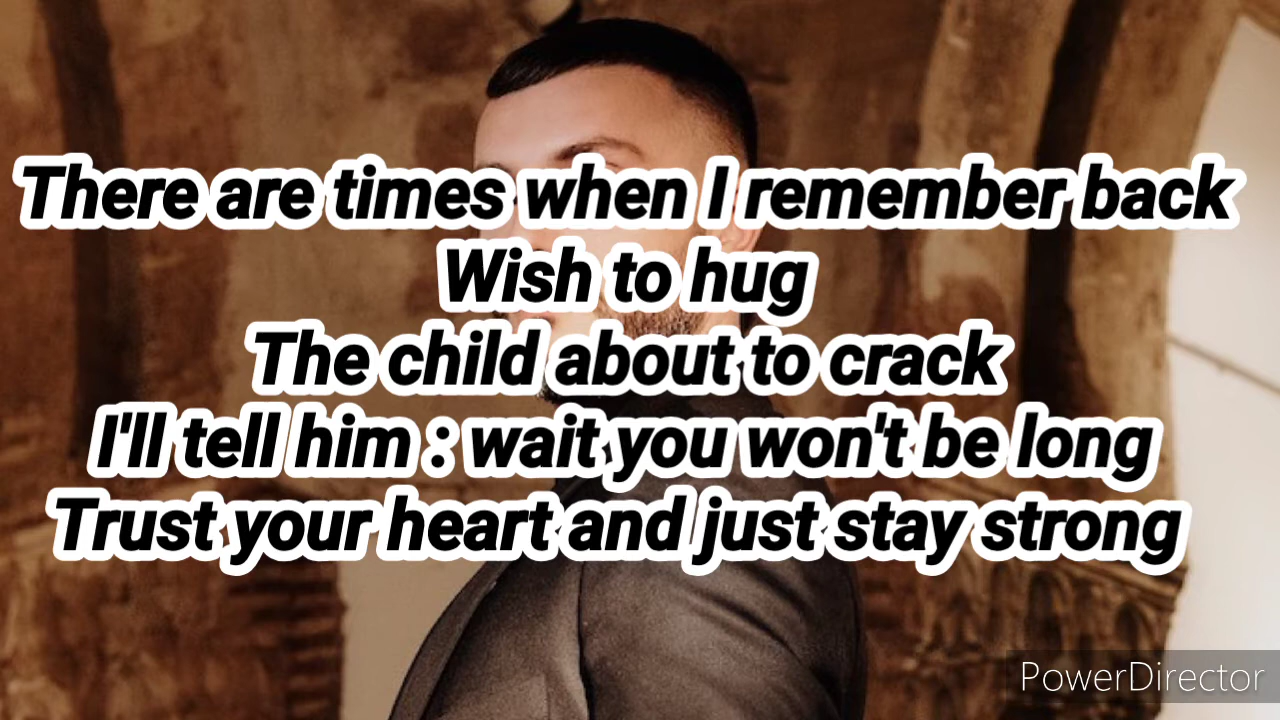 There are times when I remember back
Wish to hug
The child about to crack
I'll tell him : wait you won't be long
Trust your heart and just stay strong
PowerDirector